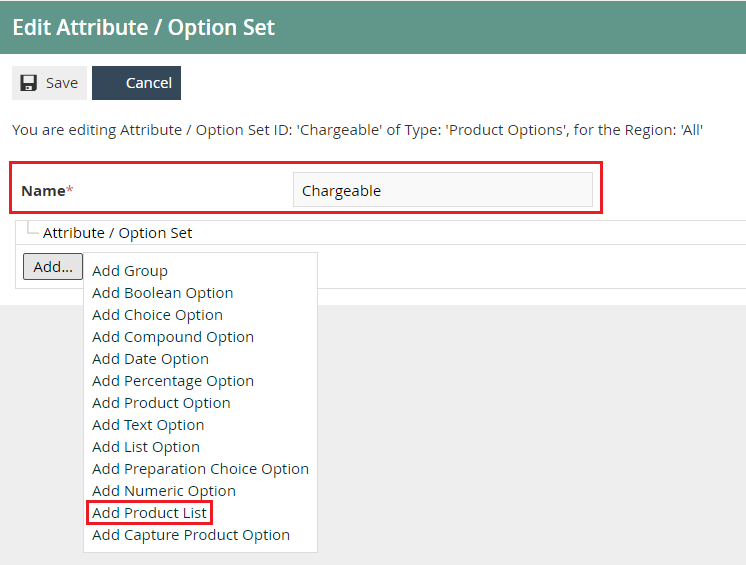 Edit Attribute / Option Set
Save Cancel
You are editing Attribute / Option Set ID: 'Chargeable' of Type: 'Product Options', for the Region: 'All'
Name* Chargeable
Attribute / Option Set
Add...
Add Group
Add Boolean Option
Add Choice Option
Add Compound Option
Add Date Option
Add Percentage Option
Add Product Option
Add Text Option
Add List Option
Add Preparation Choice Option
Add Numeric Option
Add Product List
Add Capture Product Option